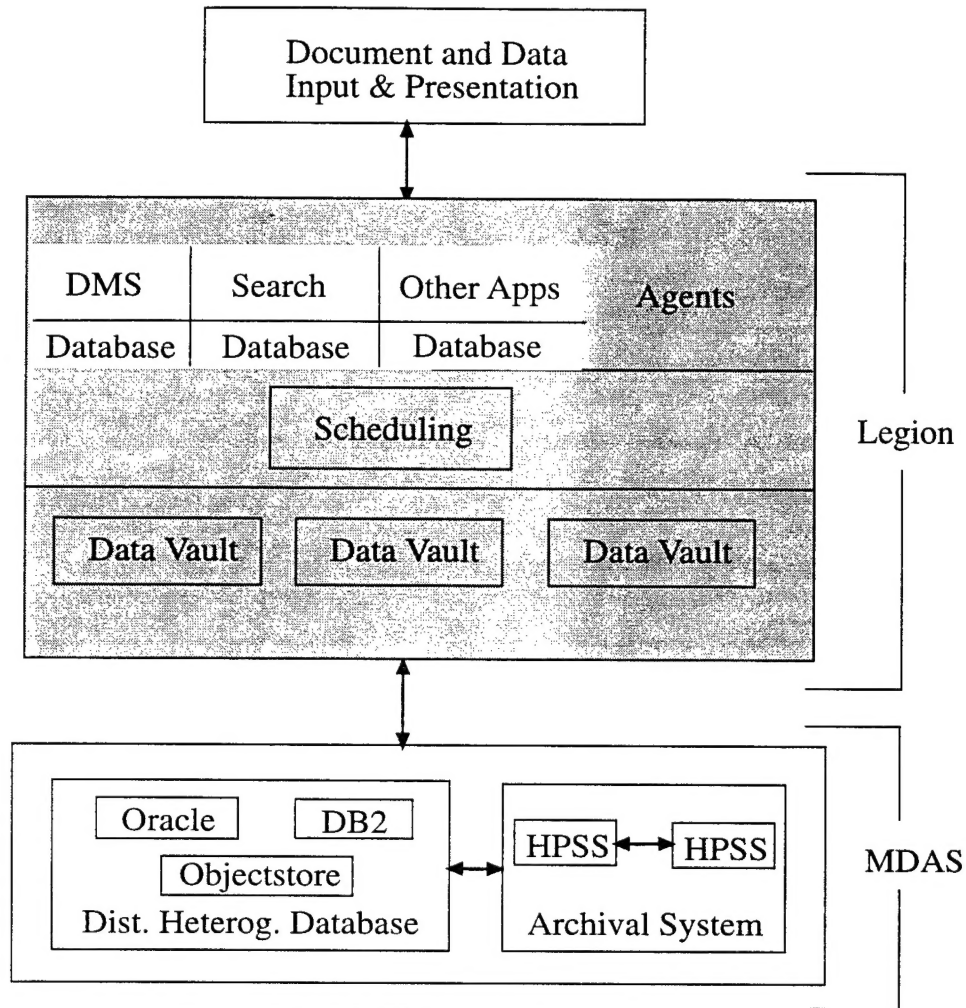 Document and Data
Input & Presentation
DMS
Search
Other Apps
Agents
Database
Database
Database
Scheduling
Legion
Data Vault
Data Vault
Data Vault
Oracle
DB2
HPSS
HPSS
MDAS
Objectstore
Dist. Heterog. Database
Archival System